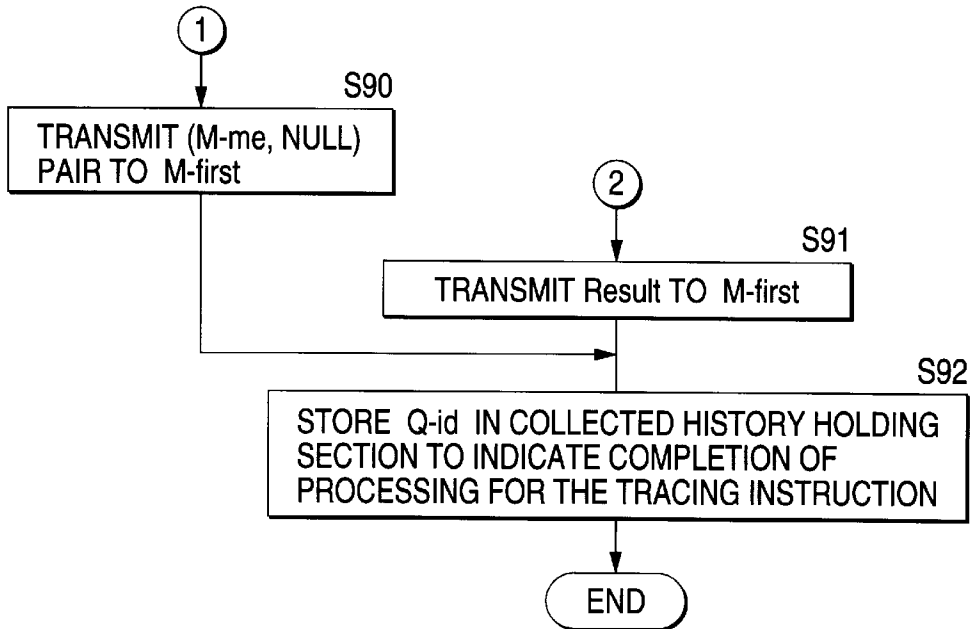 1
S90
TRANSMIT (M-me, NULL)
PAIR TO M-first
2
S91
TRANSMIT Result TO M-first
S92
STORE Q-id IN COLLECTED HISTORY HOLDING
SECTION TO INDICATE COMPLETION OF
PROCESSING FOR THE TRACING INSTRUCTION
END